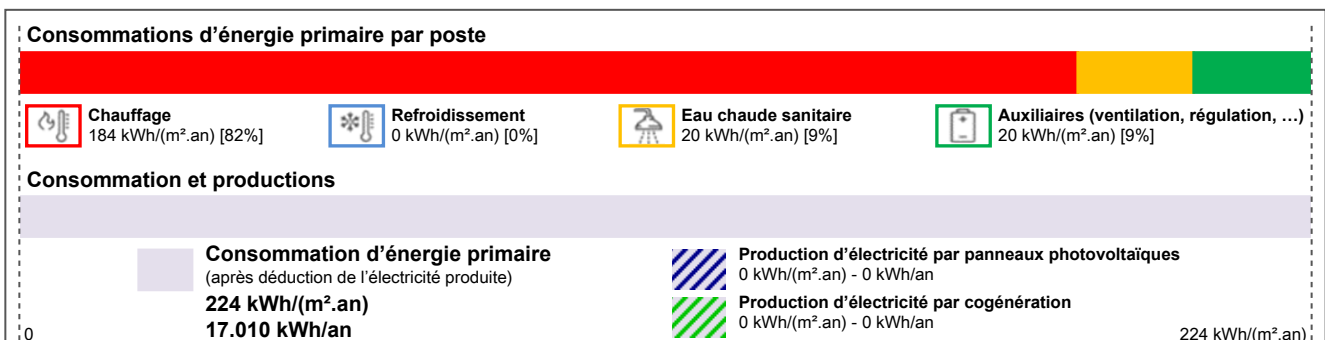 Consommations d’énergie primaire par poste
Chauffage
184 kWh/(m².an) [82%]
Refroidissement
0 kWh/(m².an) [0%]
Eau chaude sanitaire
20 kWh/(m².an) [9%]
Auxiliaires (ventilation, régulation, …)
20 kWh/(m².an) [9%]
Consommation et productions
Consommation d’énergie primaire
(après déduction de l’électricité produite)
224 kWh/(m².an)
17.010 kWh/an
Production d’électricité par panneaux photovoltaïques
0 kWh/(m².an) - 0 kWh/an
Production d’électricité par cogénération
0 kWh/(m².an) - 0 kWh/an
0
224 kWh/(m².an)